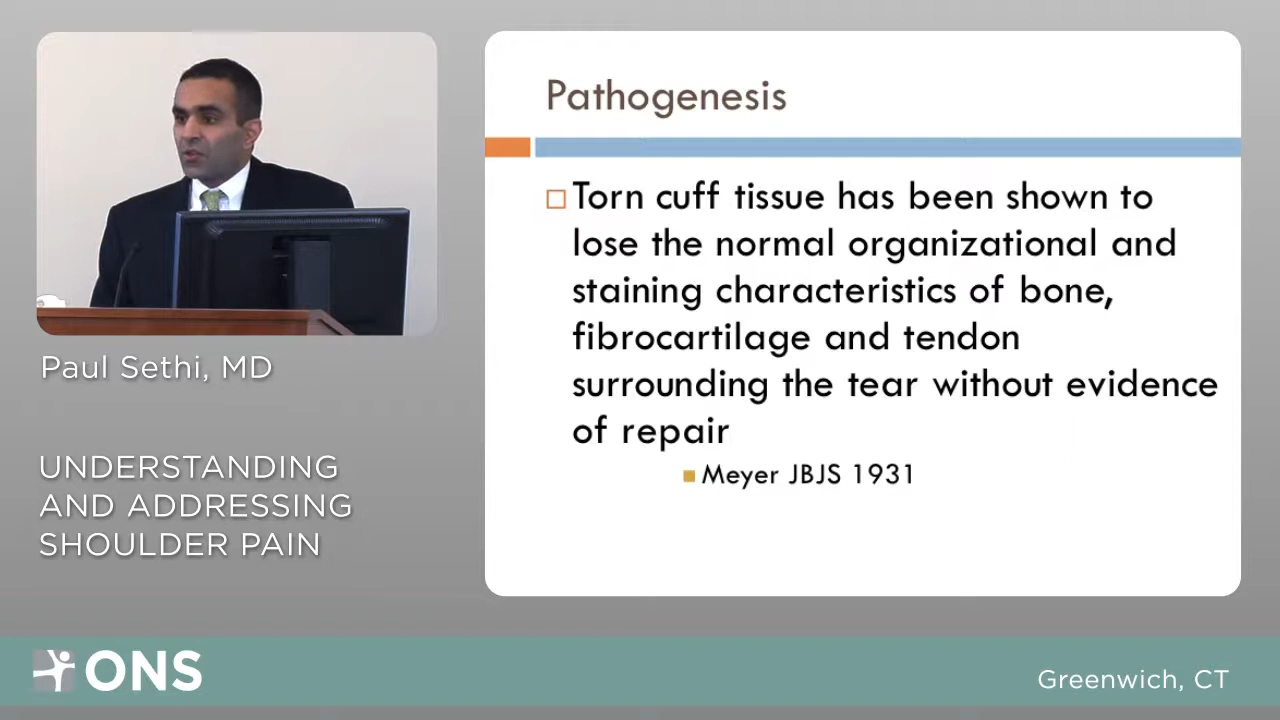 Pathogenesis
Torn cuff tissue has been shown to
lose the normal organizational and
staining characteristics of bone,
fibrocartilage and tendon
surrounding the tear without evidence
of repair
Meyer JBJS 1931
Paul Sethi, MD
UNDERSTANDING
AND ADDRESSING
SHOULDER PAIN
ONS
Greenwich, CT